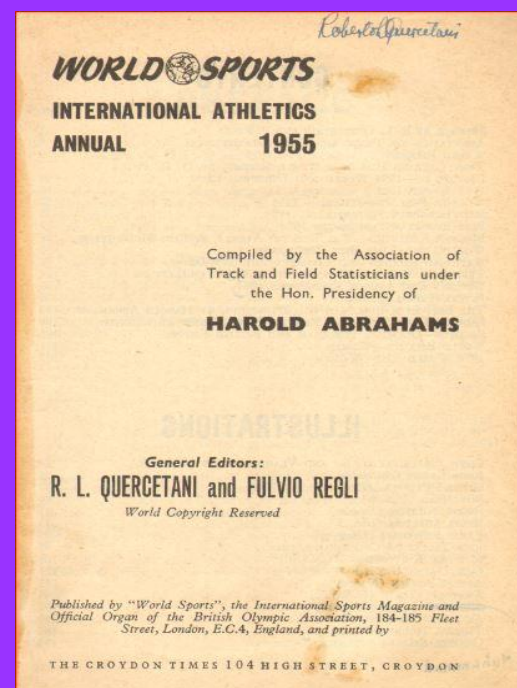 Roberto L. Quercetani
WORLD SPORTS
INTERNATIONAL ATHLETICS
ANNUAL 1955
Compiled by the Association of
Track and Field Statisticians under
the Hon. Presidency of
HAROLD ABRAHAMS
General Editors:
R. L. QUERCETANI and FULVIO REGLI
World Copyright Reserved
Published by "World Sports", the International Sports Magazine and
Official Organ of the British Olympic Association, 184-185 Fleet
Street, London, E.C.4, England, and printed by
THE CROYDON TIMES 104 HIGH STREET, CROYDON